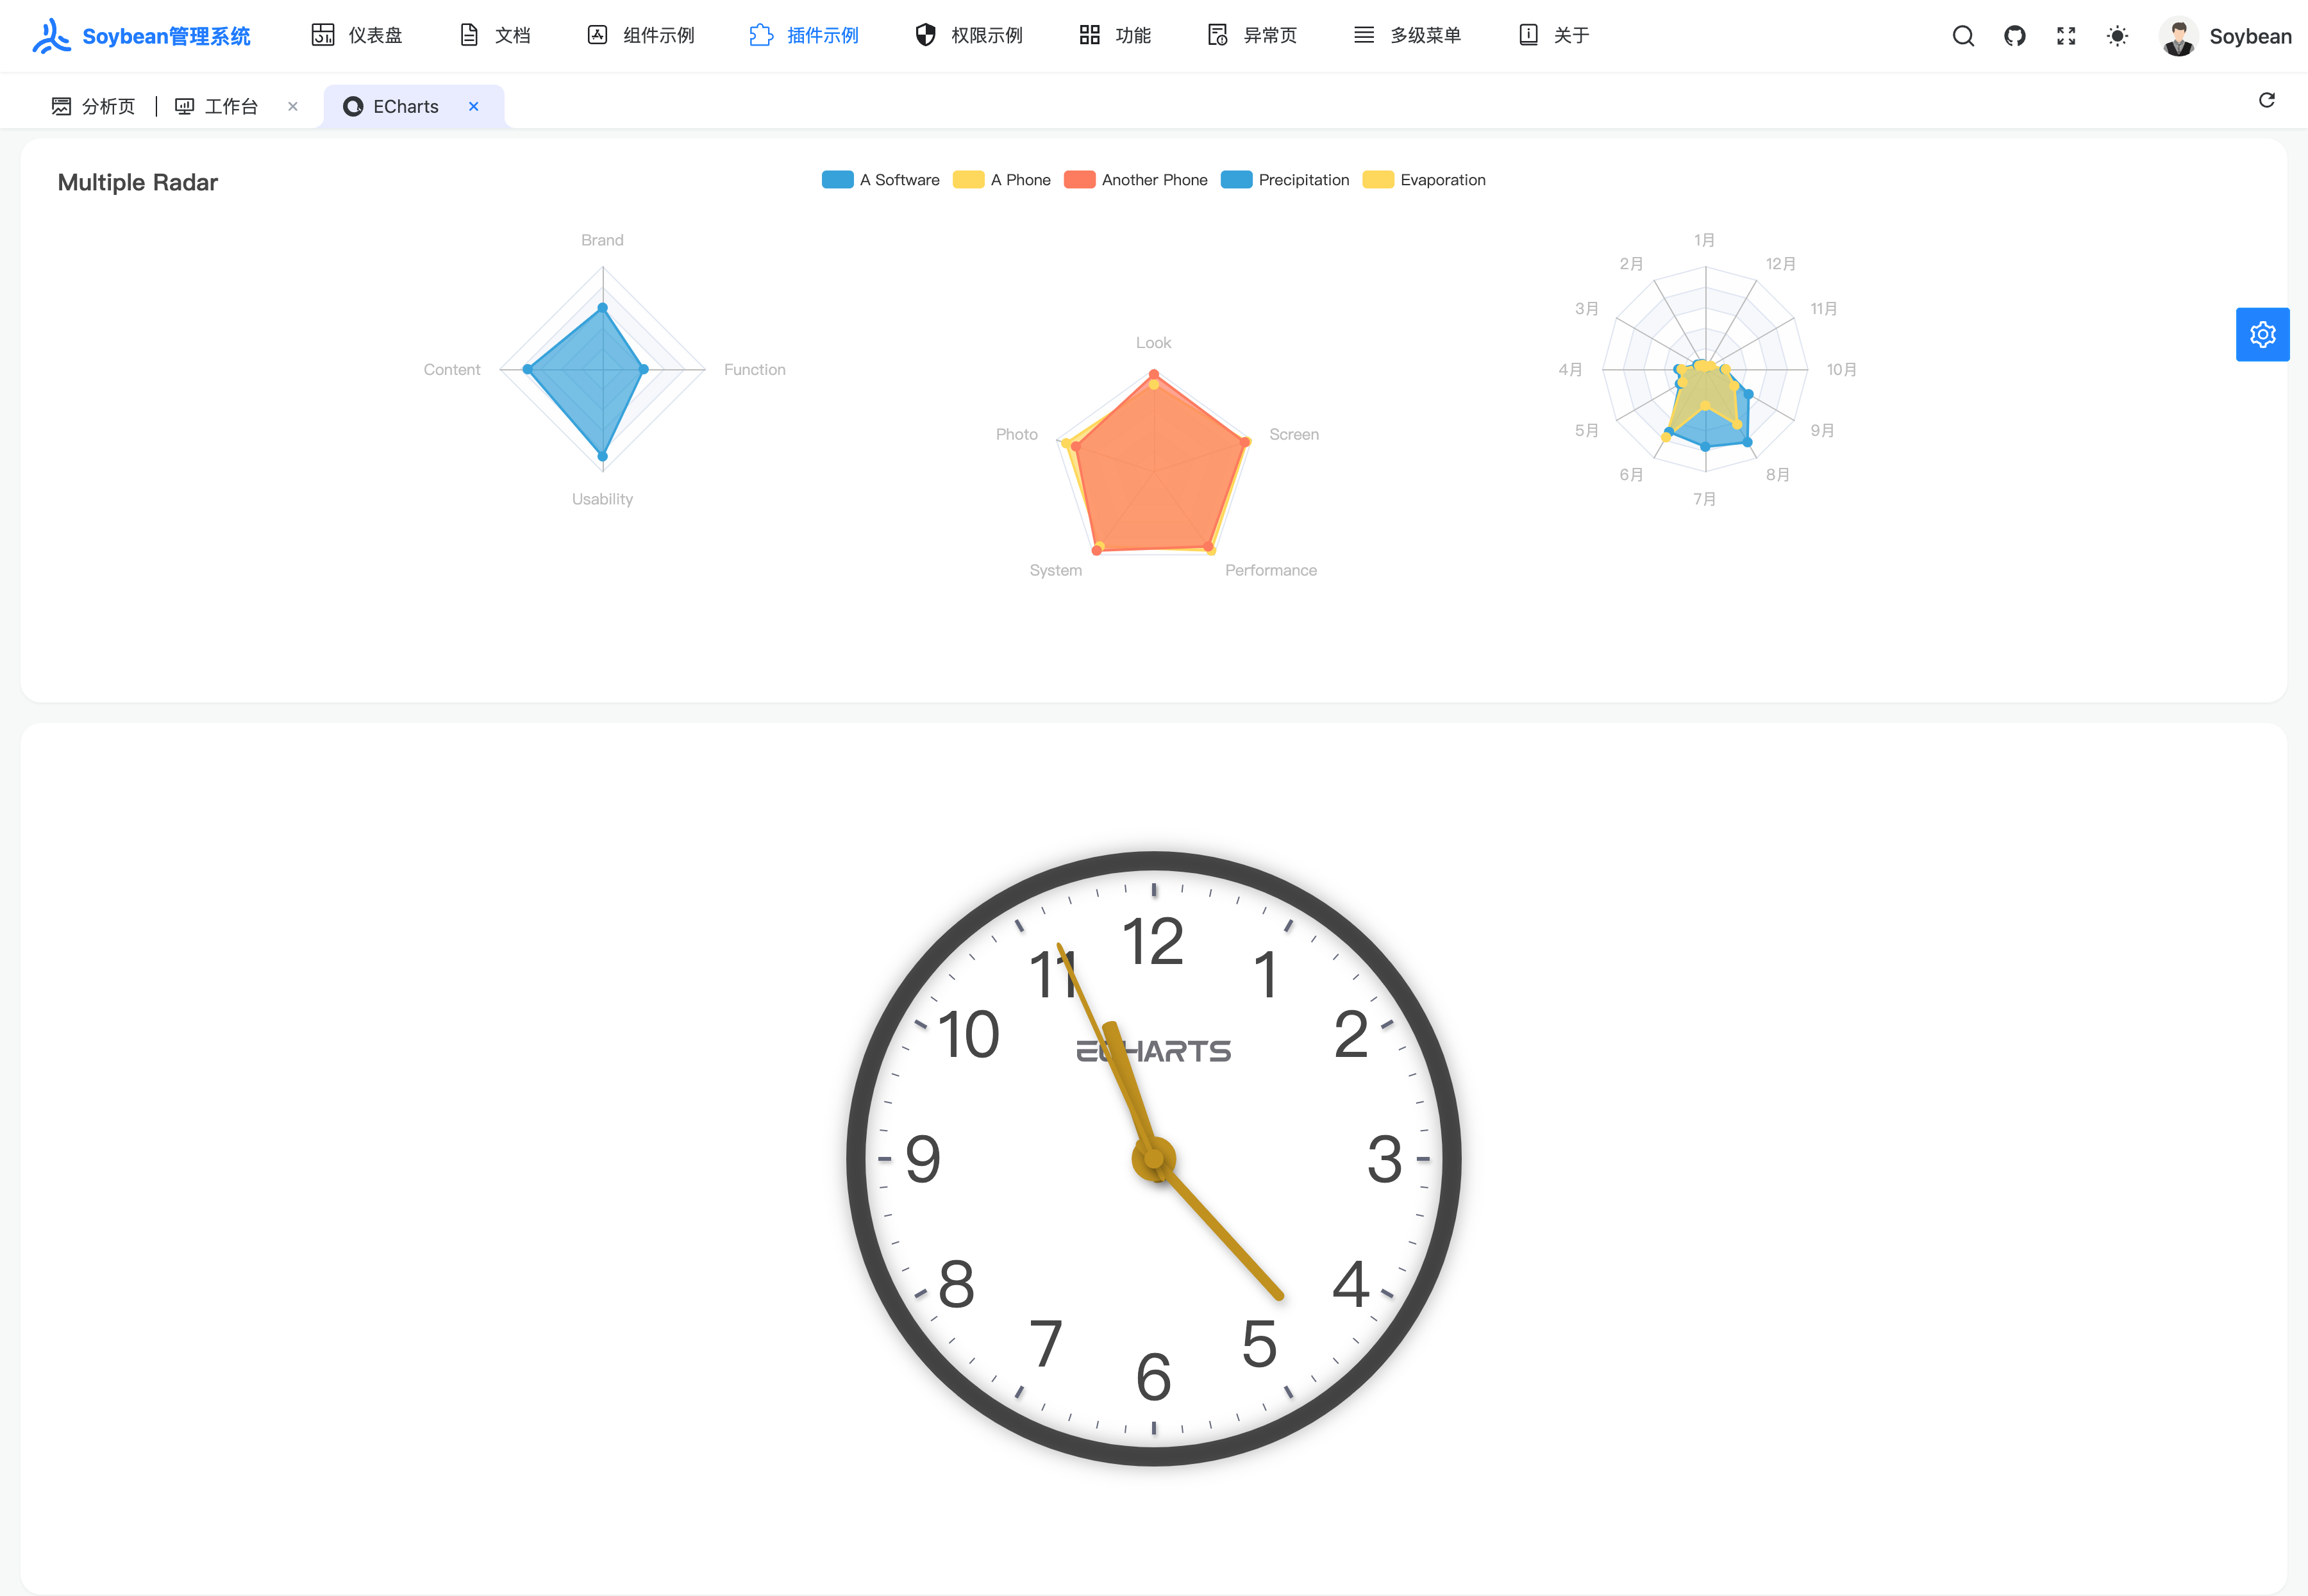 Soybean管理系统 仪表盘 文档 组件示例 插件示例 权限示例 功能 异常页 多级菜单 关于 Soybean
分析页 工作台 ECharts
Multiple Radar
A Software A Phone Another Phone Precipitation Evaporation
Brand
Content Function
Usability
Look
Photo Screen
System Performance
1月
2月 12月
3月 11月
4月 10月
5月 9月
6月 8月
7月
12
11 1
10 2
ECHARTS
9 3
8 4
7 5
6